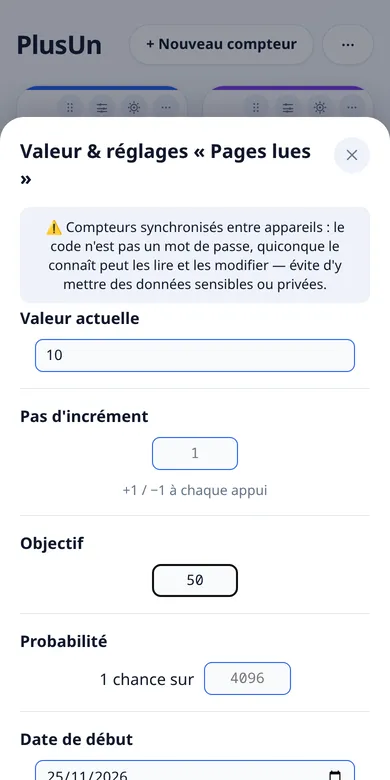 PlusUn
+ Nouveau compteur
...
Valeur & réglages « Pages lues
»
⚠️ Compteurs synchronisés entre appareils : le
code n'est pas un mot de passe, quiconque le
connaît peut les lire et les modifier — évite d'y
mettre des données sensibles ou privées.
Valeur actuelle
10
Pas d'incrément
1
+1 / −1 à chaque appui
Objectif
50
Probabilité
1 chance sur 4096
Date de début
25/11/2026